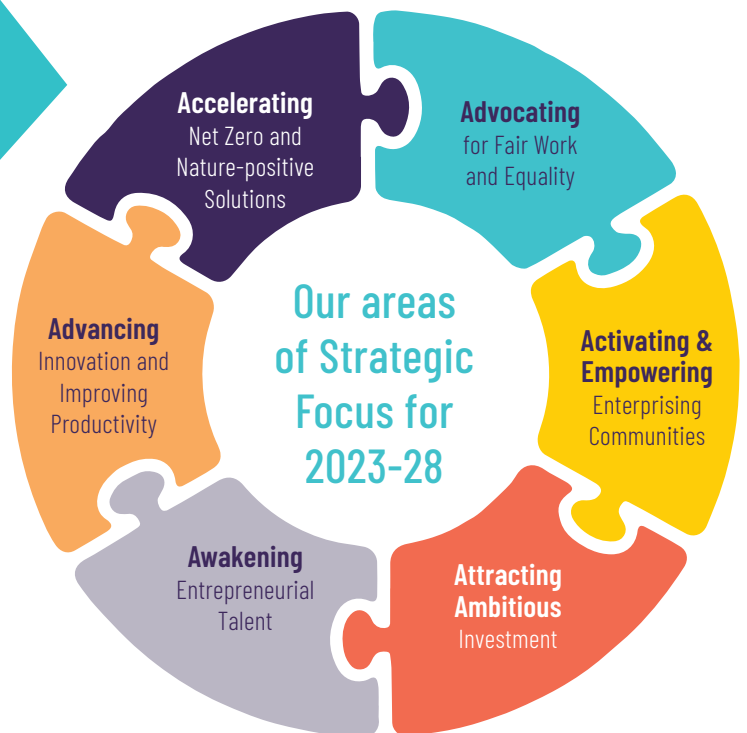 Accelerating
Net Zero and
Nature-positive
Solutions
Advocating
for Fair Work
and Equality
Activating &
Empowering
Enterprising
Communities
Attracting
Ambitious
Investment
Awakening
Entrepreneurial
Talent
Advancing
Innovation and
Improving
Productivity
Our areas
of Strategic
Focus for
2023-28